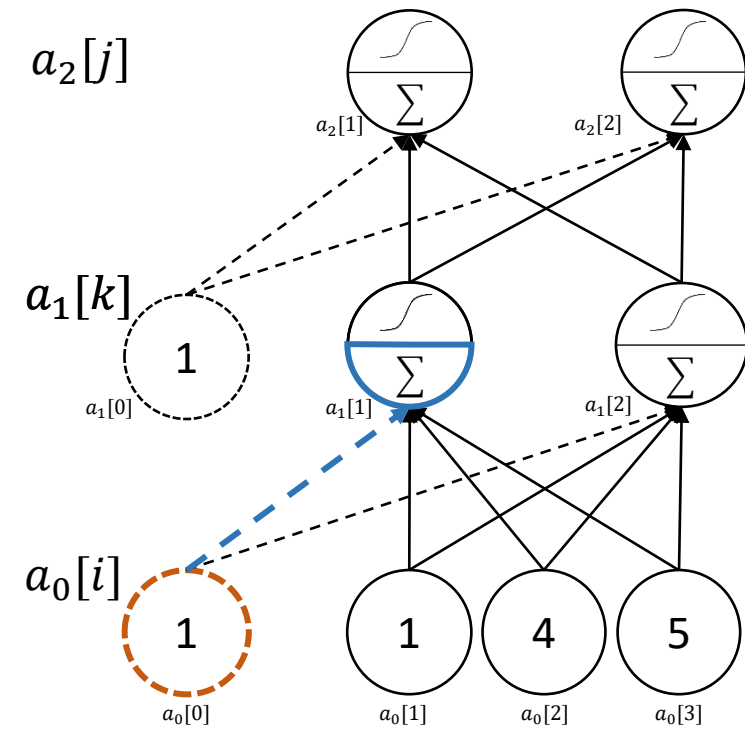 a₂[j]
∑ ∑
a₂[1] a₂[2]
a₁[k]
1
∑ ∑
a₁[0] a₁[1] a₁[2]
a₀[i]
1 1 4 5
a₀[0] a₀[1] a₀[2] a₀[3]